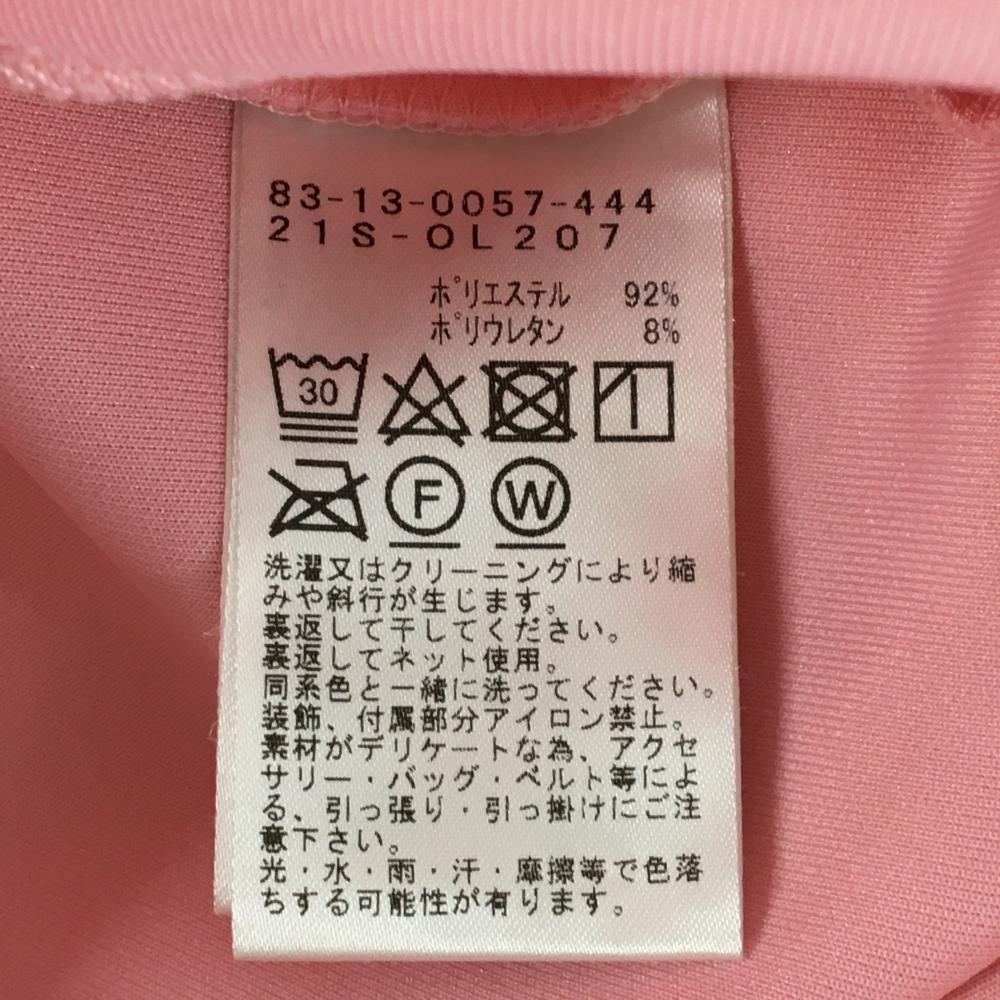 83-13-0057-444
21S-OL207
ポリエステル 92%
ポリウレタン 8%
30
F W
洗濯又はクリーニングにより縮
みや斜行が生じます。
裏返して干してください。
裏返してネット使用。
同系色と一緒に洗ってください。
装飾、付属部分アイロン禁止。
素材がデリケートな為、アクセ
サリー・バッグ・ベルト等によ
る、引っ張り・引っ掛けにご注
意下さい。
光・水・雨・汗・摩擦等で色落
ちする可能性が有ります。